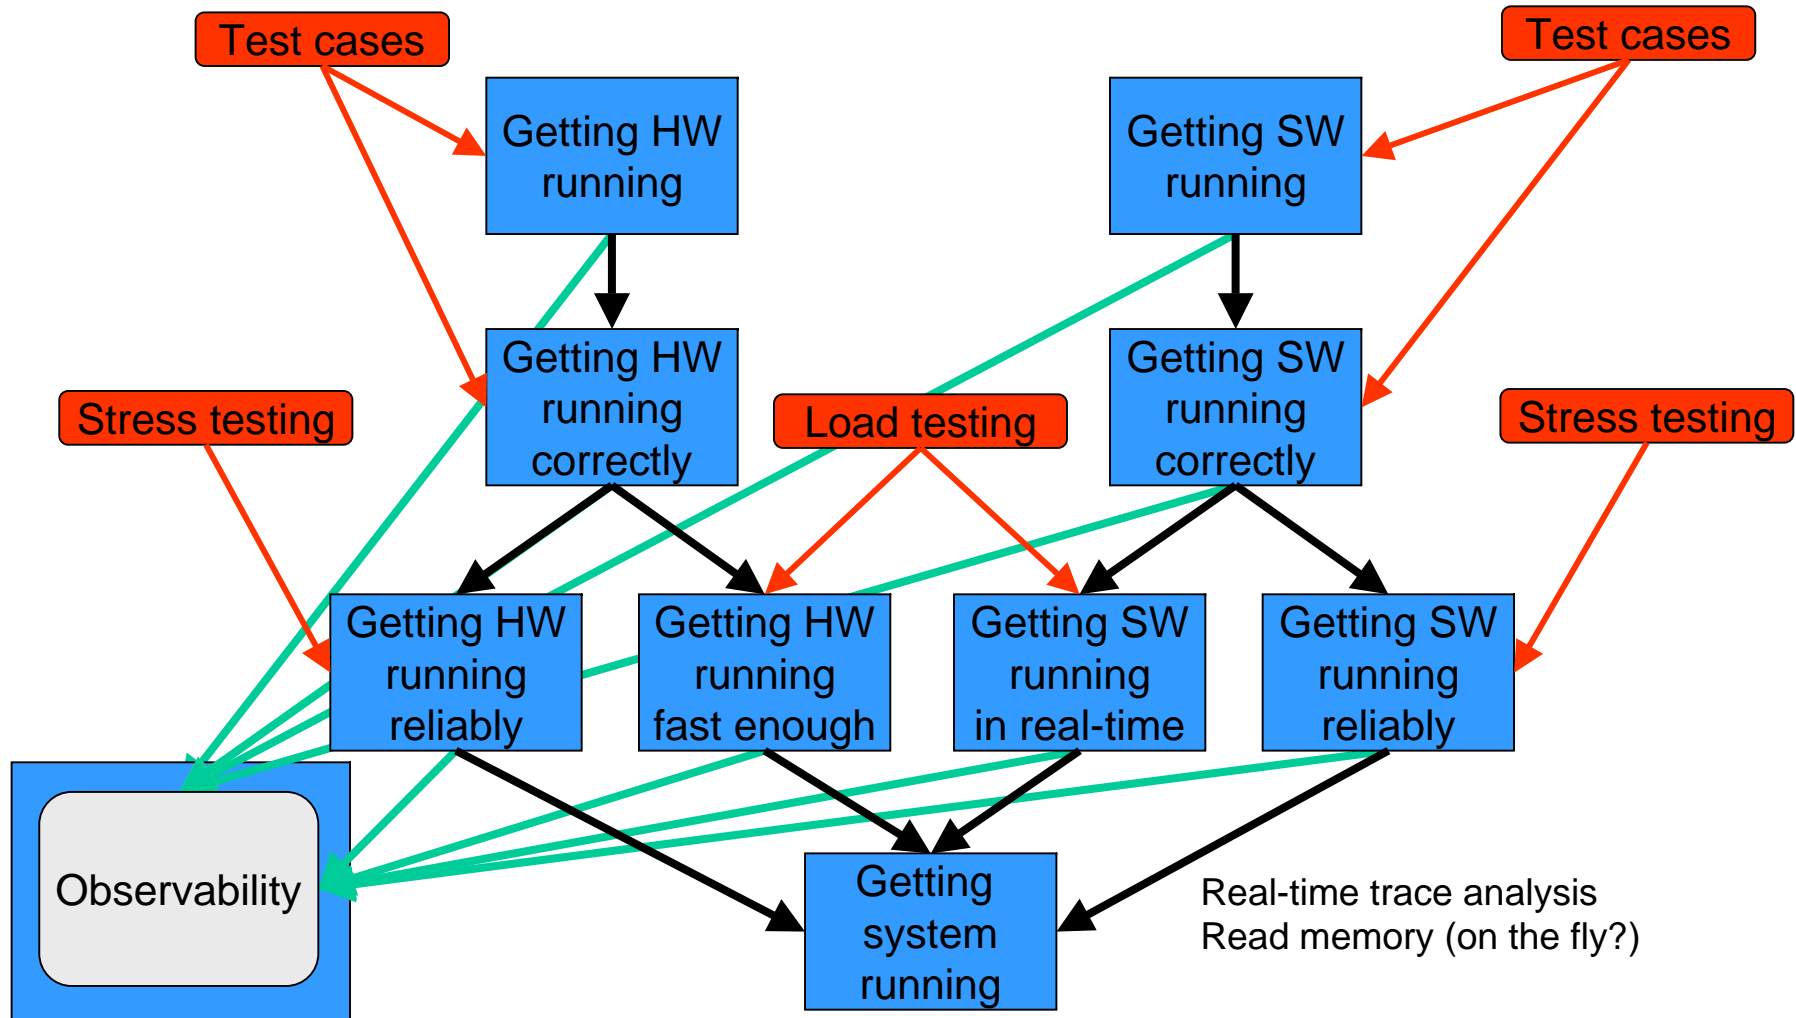 Test cases
Test cases
Getting HW
running
Getting SW
running
Getting HW
running
correctly
Getting SW
running
correctly
Stress testing
Load testing
Stress testing
Getting HW
running
reliably
Getting HW
running
fast enough
Getting SW
running
in real-time
Getting SW
running
reliably
Observability
Getting
system
running
Real-time trace analysis
Read memory (on the fly?)